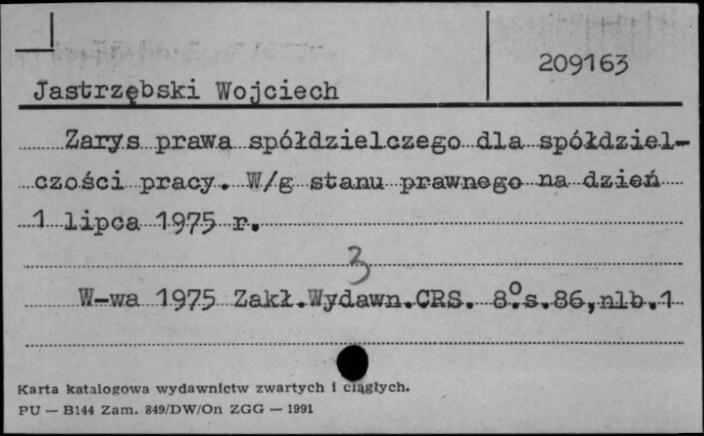 209163
Jastrzębski Wojciech
Zarys prawa spółdzielczego dla spółdziel-
czości pracy. W/g stanu prawnego na dzień
1 lipca 1975 r.
3
W-wa 1975 Zakł.Wydawn.CRS. 8°.s.86,nlb.1
Karta katalogowa wydawnictw zwartych i ciągłych.
PU — B144 Zam. 849/DW/On ZGG — 1991